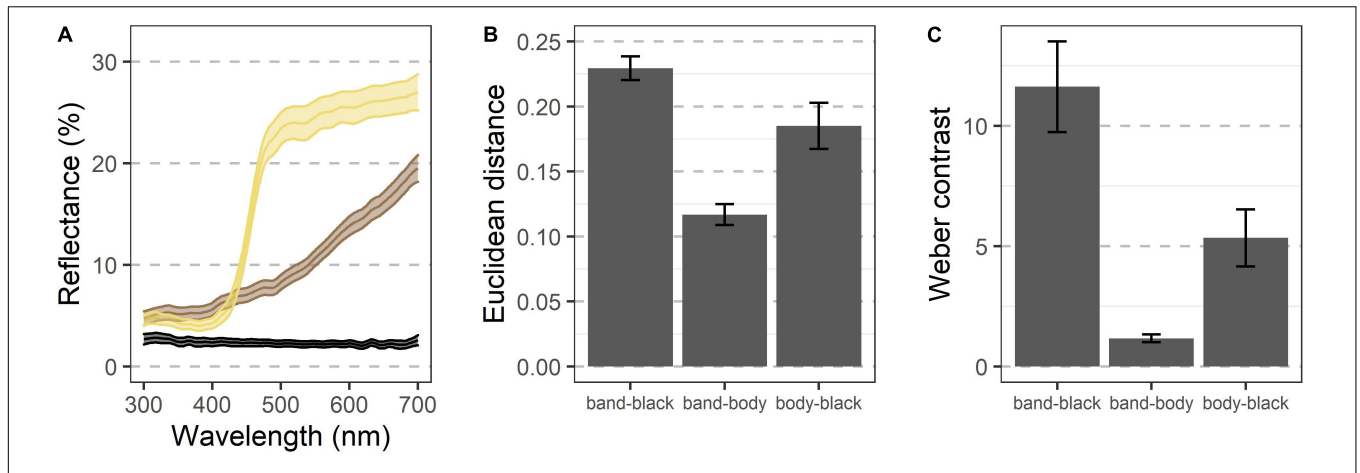 A
Reflectance (%)
30
20
10
0
300 400 500 600 700
Wavelength (nm)
B
Euclidean distance
0.25
0.20
0.15
0.10
0.05
0.00
band-black band-body body-black
C
Weber contrast
10
5
0
band-black band-body body-black